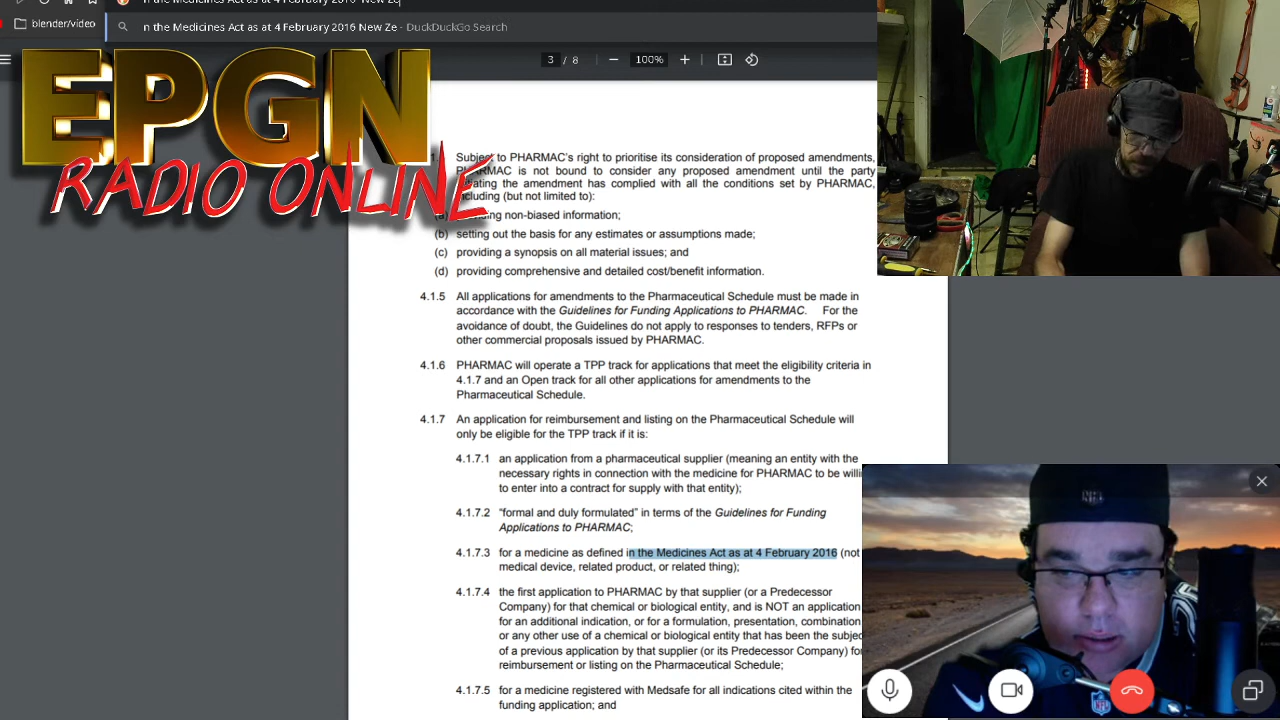 n the Medicines Act as at 4 February 2016 New Ze
blender/video
n the Medicines Act as at 4 February 2016 New Ze - DuckDuckGo Search
3 / 8
100%
EPGN
RADIO ONLINE
Subject to PHARMAC's right to prioritise its consideration of proposed amendments,
is not bound to consider any proposed amendment until the party
the amendment has complied with all the conditions set by PHARMAC,
(but not limited to):
non-biased information;
(b) setting out the basis for any estimates or assumptions made;
(c) providing a synopsis on all material issues; and
(d) providing comprehensive and detailed cost/benefit information.
4.1.5 All applications for amendments to the Pharmaceutical Schedule must be made in
accordance with the Guidelines for Funding Applications to PHARMAC. For the
avoidance of doubt, the Guidelines do not apply to responses to tenders, RFPs or
other commercial proposals issued by PHARMAC.
4.1.6 PHARMAC will operate a TPP track for applications that meet the eligibility criteria in
4.1.7 and an Open track for all other applications for amendments to the
Pharmaceutical Schedule.
4.1.7 An application for reimbursement and listing on the Pharmaceutical Schedule will
only be eligible for the TPP track if it is:
4.1.7.1 an application from a pharmaceutical supplier (meaning an entity with the
necessary rights in connection with the medicine for PHARMAC to be willi
to enter into a contract for supply with that entity);
4.1.7.2 “formal and duly formulated” in terms of the Guidelines for Funding
Applications to PHARMAC;
4.1.7.3 for a medicine as defined in the Medicines Act as at 4 February 2016 (not
medical device, related product, or related thing);
4.1.7.4 the first application to PHARMAC by that supplier (or a Predecessor
Company) for that chemical or biological entity, and is NOT an application
for an additional indication, or for a formulation, presentation, combination
or any other use of a chemical or biological entity that has been the subjec
of a previous application by that supplier (or its Predecessor Company) for
reimbursement or listing on the Pharmaceutical Schedule;
4.1.7.5 for a medicine registered with Medsafe for all indications cited within the
funding application; and